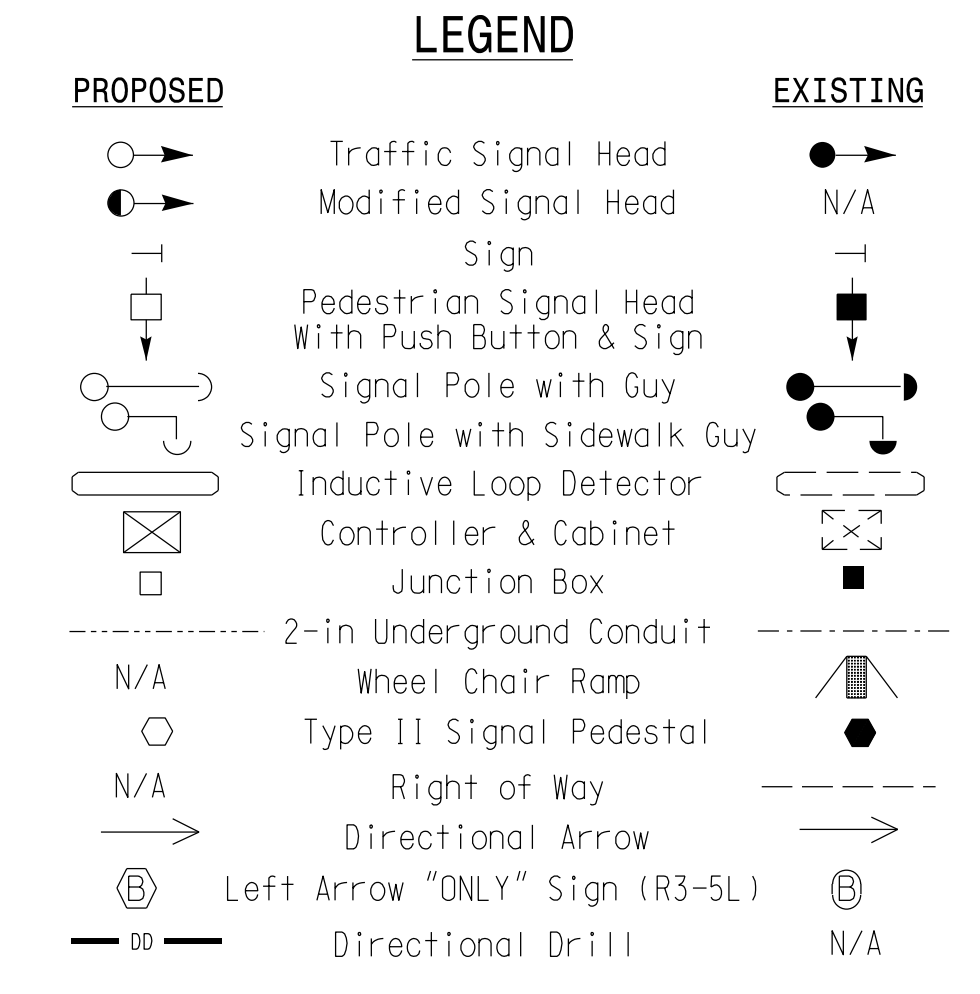 LEGEND
PROPOSED EXISTING
Traffic Signal Head
Modified Signal Head N/A
Sign
Pedestrian Signal Head
With Push Button & Sign
Signal Pole with Guy
Signal Pole with Sidewalk Guy
Inductive Loop Detector
Controller & Cabinet
Junction Box
2-in Underground Conduit
N/A Wheel Chair Ramp
Type II Signal Pedestal
N/A Right of Way
Directional Arrow
B Left Arrow "ONLY" Sign (R3-5L) B
DD Directional Drill N/A